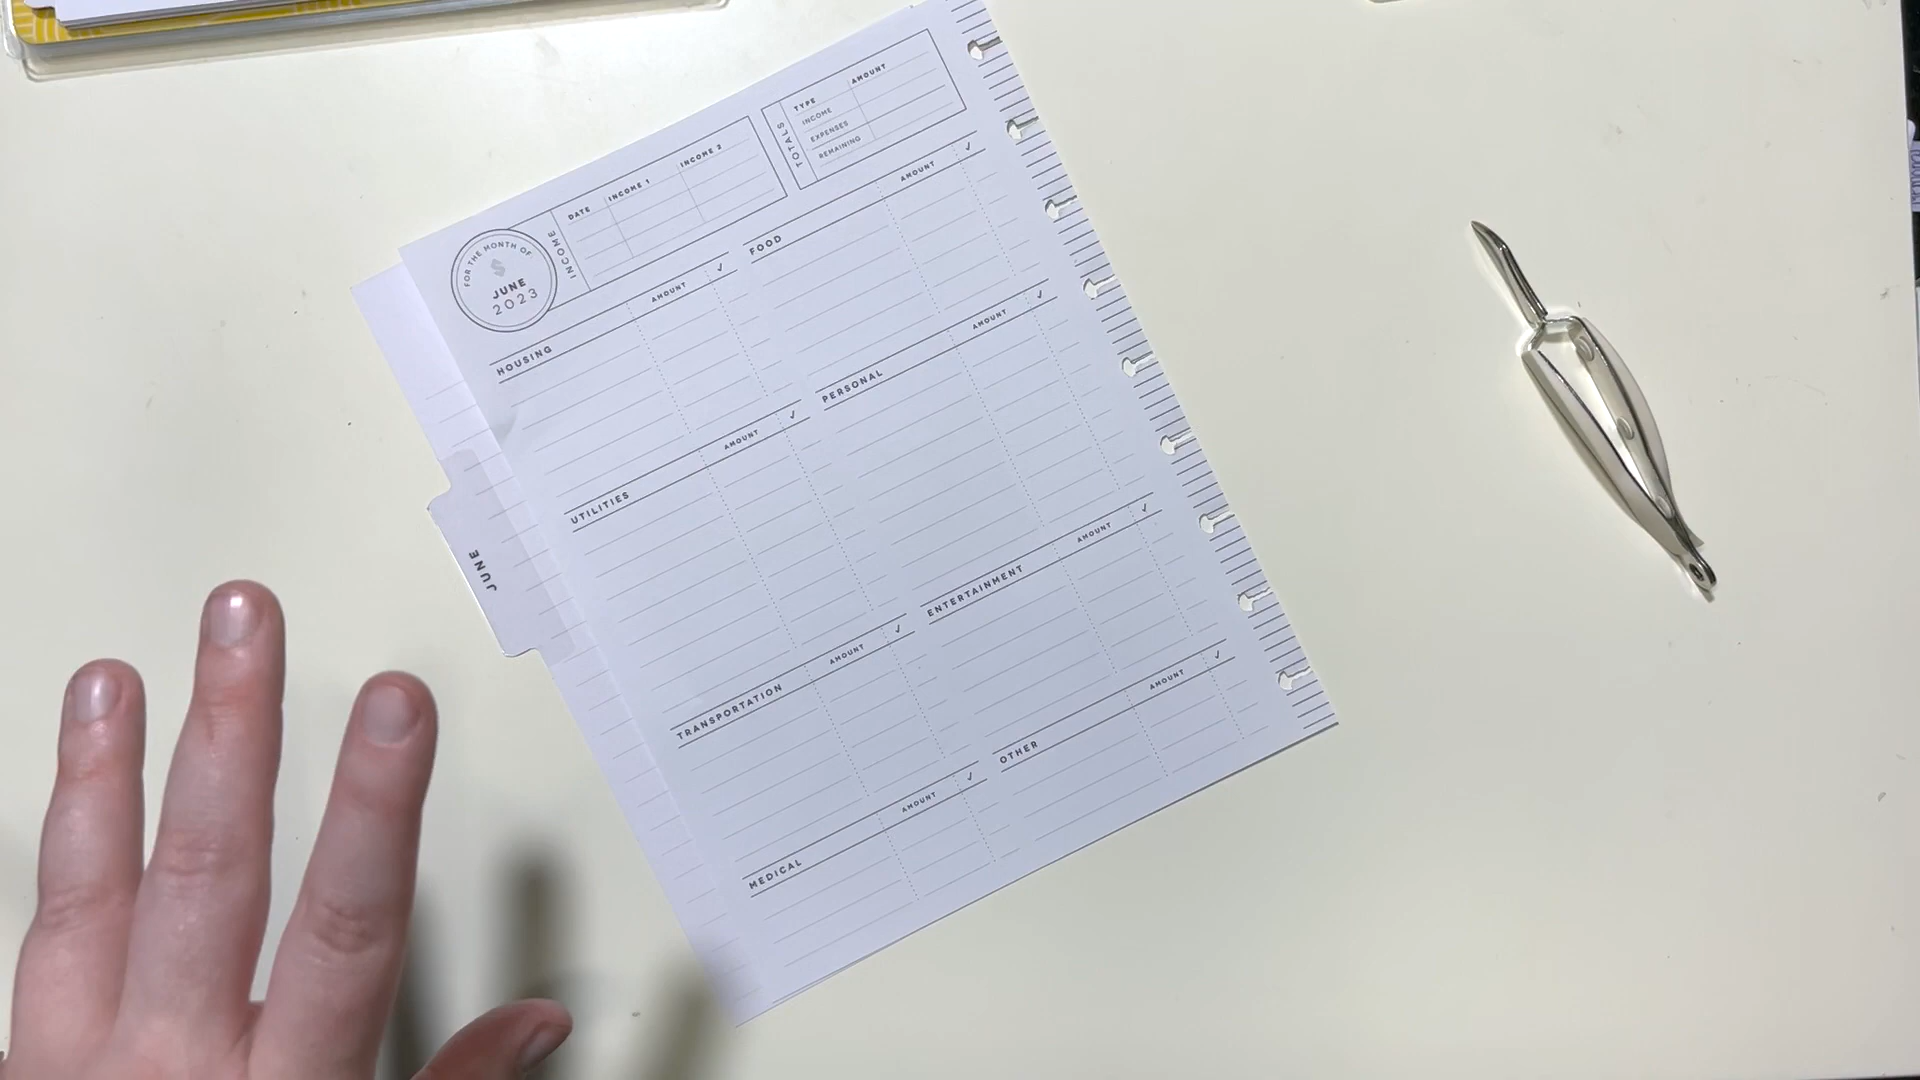 FOR THE MONTH OF
$
JUNE
2023
INCOME
DATE INCOME 1 INCOME 2
TOTALS
TYPE AMOUNT
INCOME
EXPENSES
REMAINING
HOUSING AMOUNT ✓
UTILITIES AMOUNT ✓
TRANSPORTATION AMOUNT ✓
MEDICAL AMOUNT ✓
FOOD AMOUNT ✓
PERSONAL AMOUNT ✓
ENTERTAINMENT AMOUNT ✓
OTHER AMOUNT ✓
JUNE